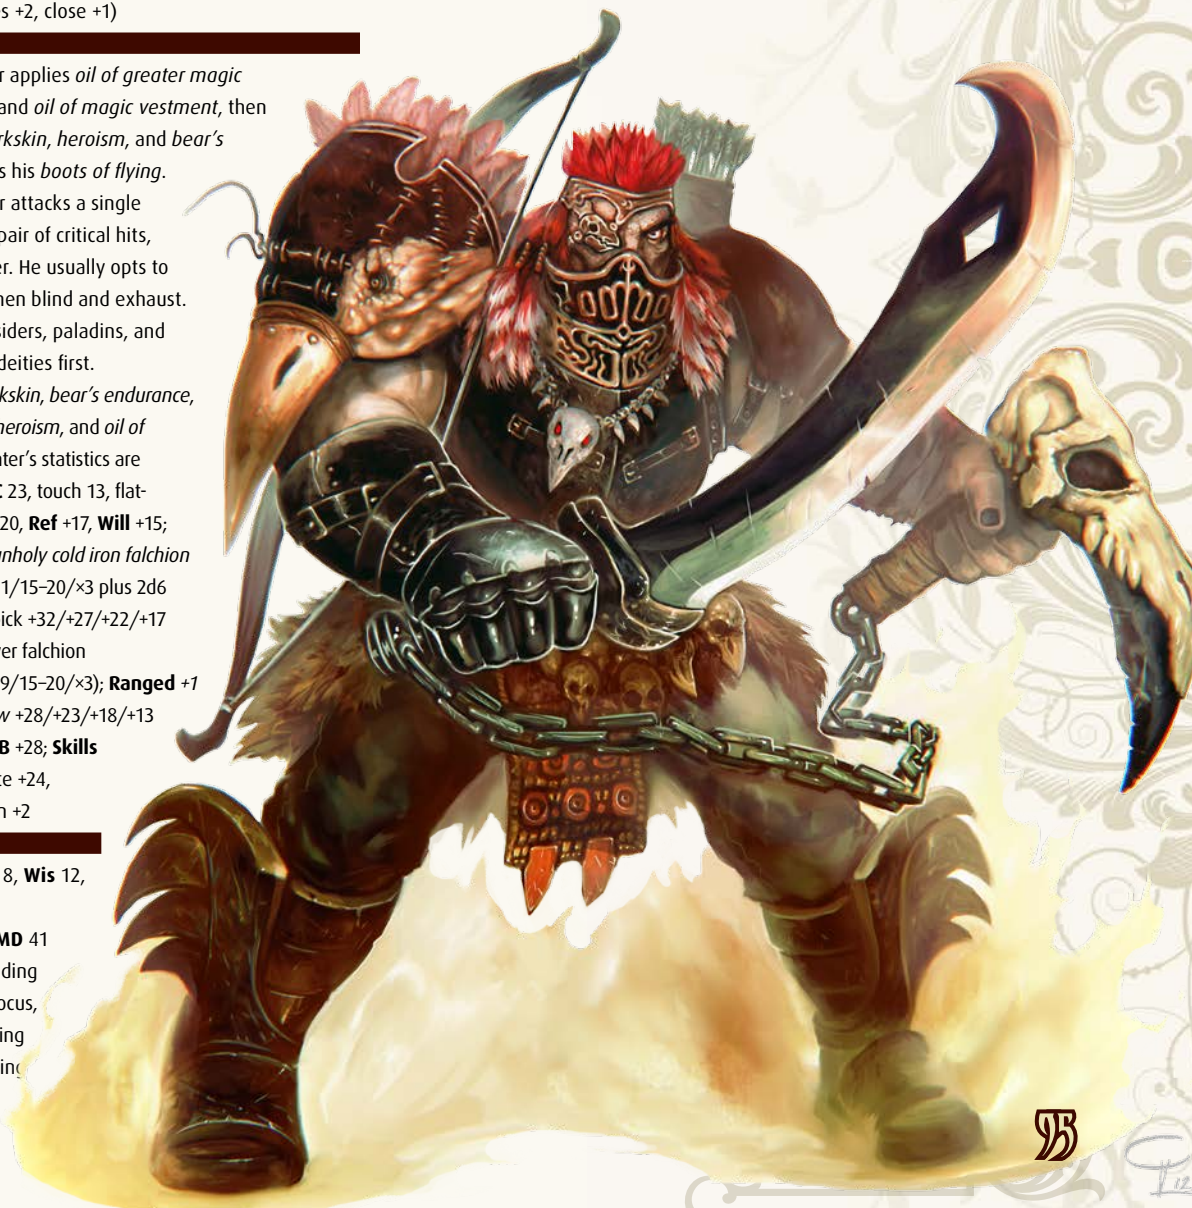 s +2, close +1)
r applies oil of greater magic
and oil of magic vestment, then
rkskin, heroism, and bear's
s his boots of flying.
r attacks a single
pair of critical hits,
er. He usually opts to
hen blind and exhaust.
siders, paladins, and
deities first.
kskin, bear's endurance,
heroism, and oil of
ter's statistics are
23, touch 13, flat-
20, Ref +17, Will +15;
unholy cold iron falchion
1/15–20/×3 plus 2d6
ick +32/+27/+22/+17
er falchion
9/15–20/×3); Ranged +1
w +28/+23/+18/+13
B +28; Skills
ce +24,
n +2
8, Wis 12,
MD 41
ding
ocus,
ing
ing
95